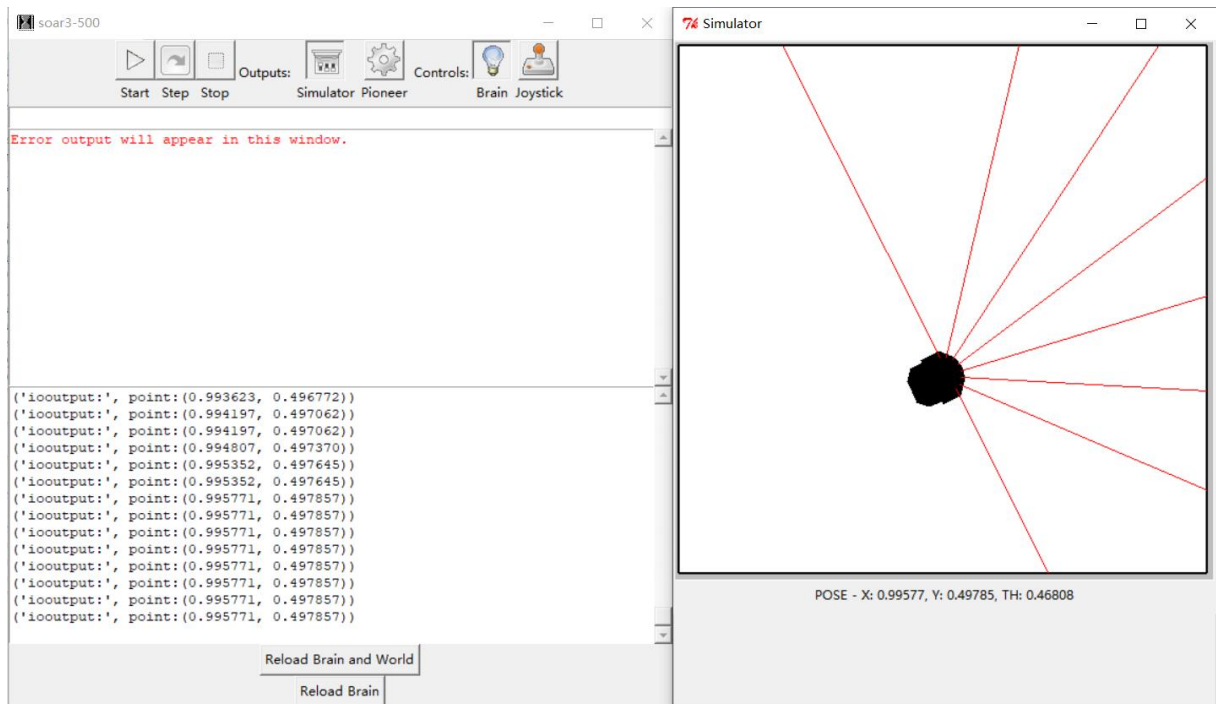 soar3-500
Outputs: Controls:
Start Step Stop Simulator Pioneer Brain Joystick
Error output will appear in this window.
('iooutput:', point:(0.993623, 0.496772))
('iooutput:', point:(0.994197, 0.497062))
('iooutput:', point:(0.994197, 0.497062))
('iooutput:', point:(0.994807, 0.497370))
('iooutput:', point:(0.995352, 0.497645))
('iooutput:', point:(0.995352, 0.497645))
('iooutput:', point:(0.995771, 0.497857))
('iooutput:', point:(0.995771, 0.497857))
('iooutput:', point:(0.995771, 0.497857))
('iooutput:', point:(0.995771, 0.497857))
('iooutput:', point:(0.995771, 0.497857))
('iooutput:', point:(0.995771, 0.497857))
('iooutput:', point:(0.995771, 0.497857))
('iooutput:', point:(0.995771, 0.497857))
Reload Brain and World
Reload Brain
Simulator
POSE - X: 0.99577, Y: 0.49785, TH: 0.46808